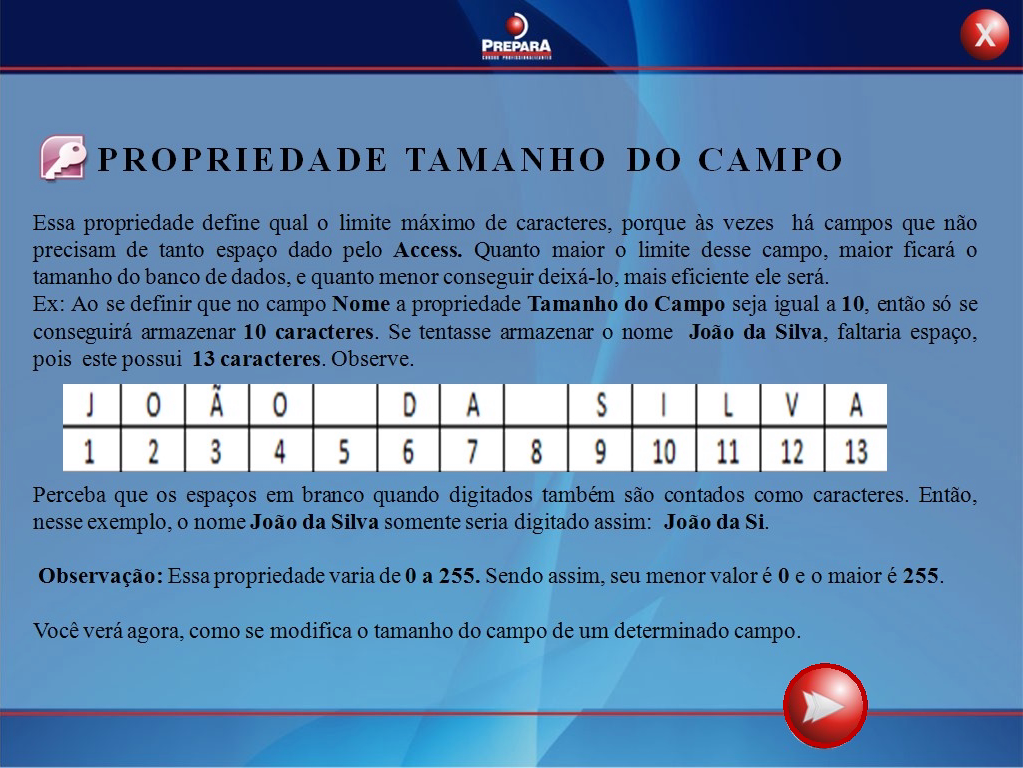 PREPARA
CURSOS PROFISSIONALIZANTES
X
PROPRIEDADE TAMANHO DO CAMPO
Essa propriedade define qual o limite máximo de caracteres, porque às vezes há campos que não
precisam de tanto espaço dado pelo Access. Quanto maior o limite desse campo, maior ficará o
tamanho do banco de dados, e quanto menor conseguir deixá-lo, mais eficiente ele será.
Ex: Ao se definir que no campo Nome a propriedade Tamanho do Campo seja igual a 10, então só se
conseguirá armazenar 10 caracteres. Se tentasse armazenar o nome João da Silva, faltaria espaço,
pois este possui 13 caracteres. Observe.
J O Ã O D A S I L V A
1 2 3 4 5 6 7 8 9 10 11 12 13
Perceba que os espaços em branco quando digitados também são contados como caracteres. Então,
nesse exemplo, o nome João da Silva somente seria digitado assim: João da Si.
Observação: Essa propriedade varia de 0 a 255. Sendo assim, seu menor valor é 0 e o maior é 255.
Você verá agora, como se modifica o tamanho do campo de um determinado campo.